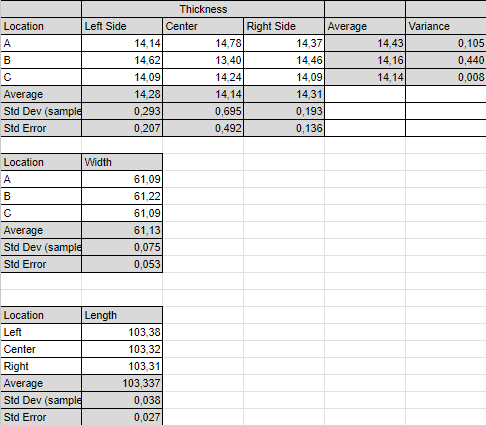 Thickness
Location Left Side Center Right Side Average Variance
A 14,14 14,78 14,37 14,43 0,105
B 14,62 13,40 14,46 14,16 0,440
C 14,09 14,24 14,09 14,14 0,008
Average 14,28 14,14 14,31
Std Dev (sample 0,293 0,695 0,193
Std Error 0,207 0,492 0,136
Location Width
A 61,09
B 61,22
C 61,09
Average 61,13
Std Dev (sample 0,075
Std Error 0,053
Location Length
Left 103,38
Center 103,32
Right 103,31
Average 103,337
Std Dev (sample 0,038
Std Error 0,027